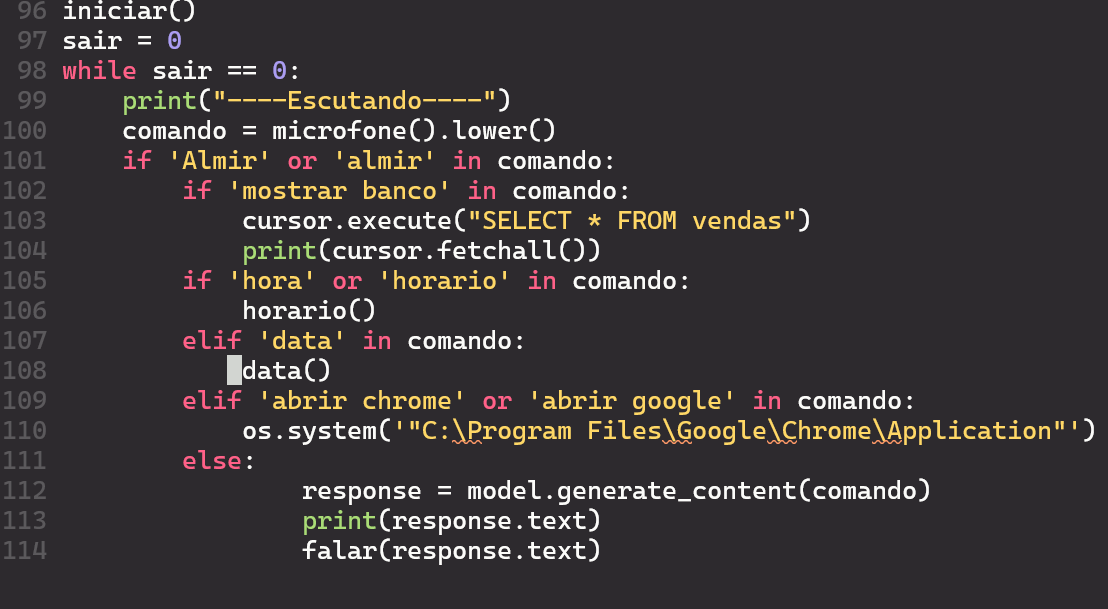 96 iniciar()
97 sair = 0
98 while sair == 0:
99     print("----Escutando----")
100     comando = microfone().lower()
101     if 'Almir' or 'almir' in comando:
102         if 'mostrar banco' in comando:
103             cursor.execute("SELECT * FROM vendas")
104             print(cursor.fetchall())
105         if 'hora' or 'horario' in comando:
106             horario()
107         elif 'data' in comando:
108             data()
109         elif 'abrir chrome' or 'abrir google' in comando:
110             os.system('"C:\Program Files\Google\Chrome\Application"')
111         else:
112                 response = model.generate_content(comando)
113                 print(response.text)
114                 falar(response.text)